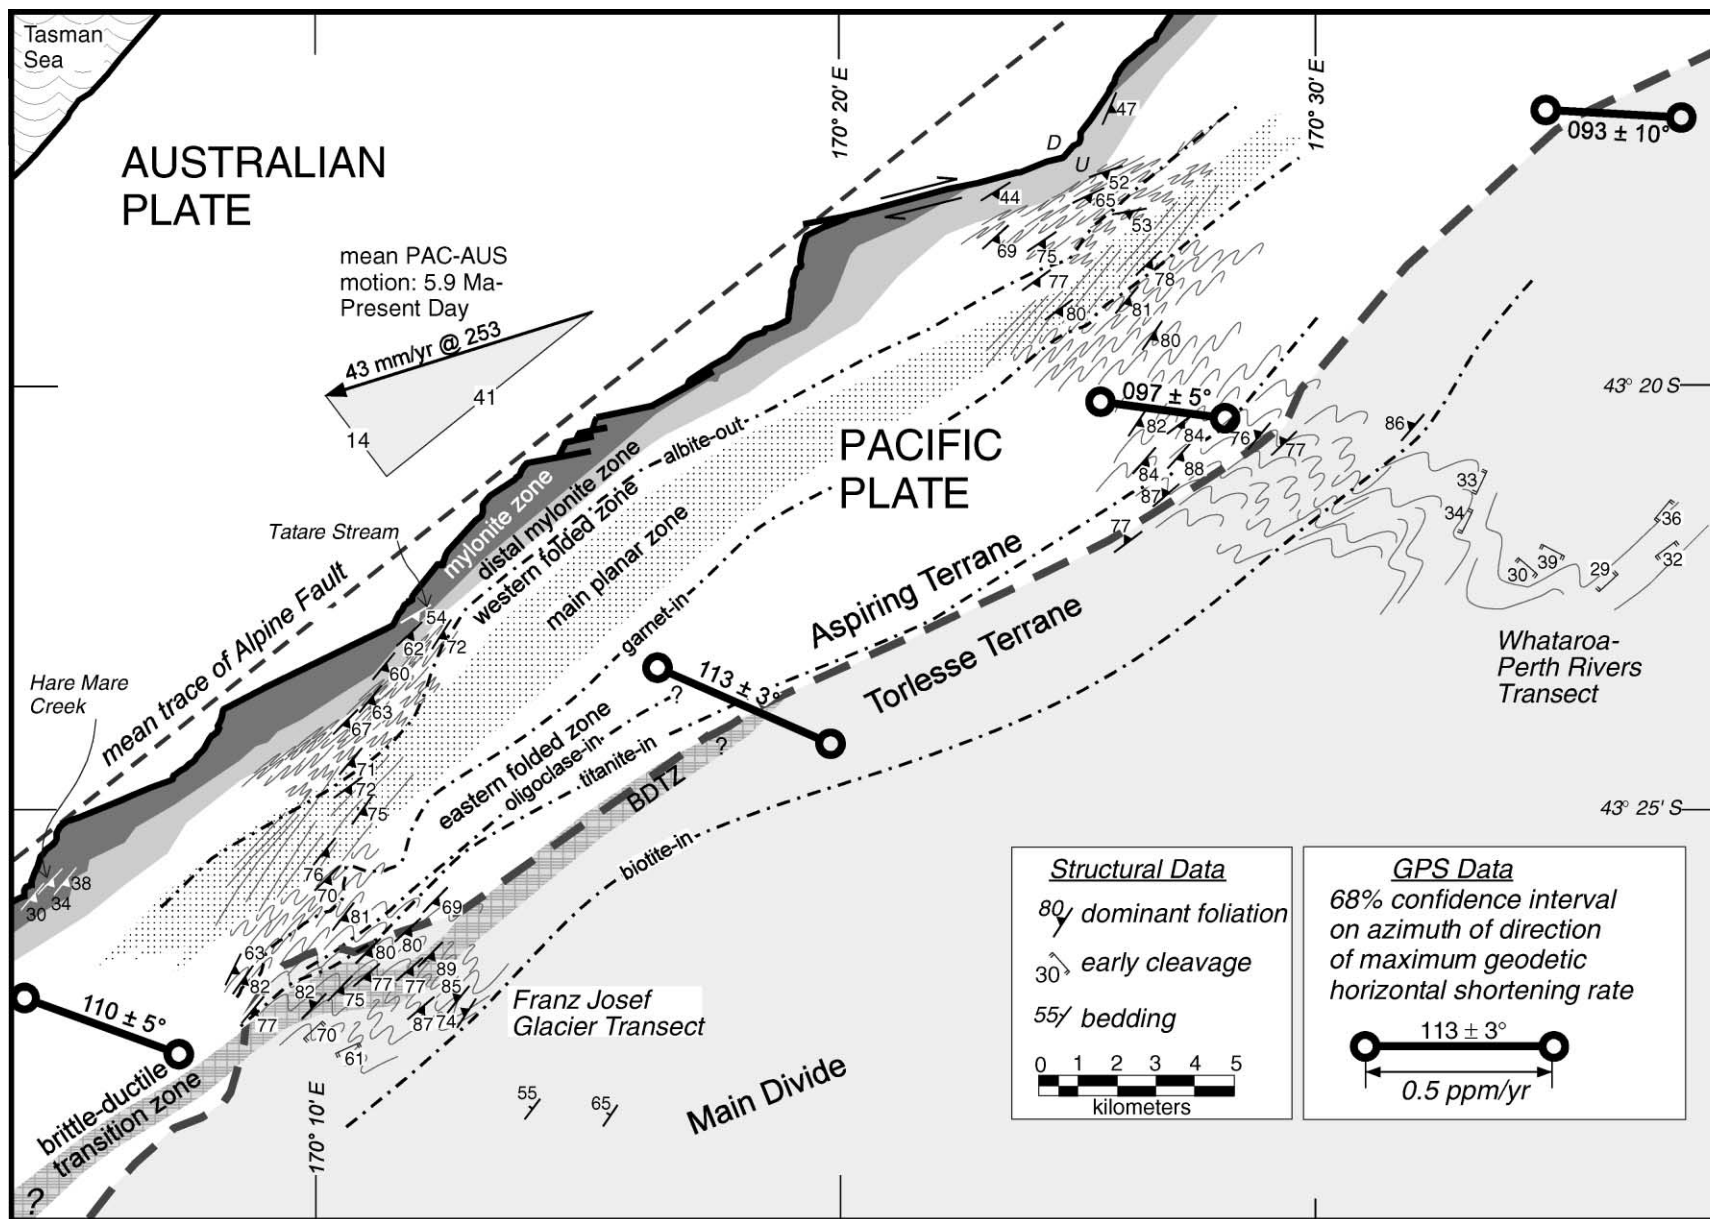 Tasman
Sea
AUSTRALIAN
PLATE
170° 20' E
170° 30' E
47
D
U
093 ± 10°
52
65
44
53
69
75
77
78
81
80
80
mean PAC-AUS
motion: 5.9 Ma-
Present Day
43 mm/yr @ 253
41
14
43° 20 S
097 ± 5°
82
84
76
77
86
84
88
87
77
33
34
36
30
39
29
32
PACIFIC
PLATE
albite-out
mylonite zone
distal mylonite zone
western folded zone
main planar zone
garnet-in
Tatare Stream
mean trace of Alpine Fault
Hare Mare
Creek
54
62
72
60
63
67
71
72
75
Aspiring Terrane
Torlesse Terrane
Whataroa-
Perth Rivers
Transect
113 ± 3°
?
eastern folded zone
oligoclase-in
titanite-in
?
BDTZ
biotite-in
43° 25' S
38
34
30
76
70
81
69
63
80
80
82
82
75
77
77
89
85
77
70
61
87
74
110 ± 5°
brittle-ductile
transition zone
?
170° 10' E
Franz Josef
Glacier Transect
55
65
Main Divide
Structural Data
80 dominant foliation
30 early cleavage
55 bedding
0 1 2 3 4 5
kilometers
GPS Data
68% confidence interval
on azimuth of direction
of maximum geodetic
horizontal shortening rate
113 ± 3°
0.5 ppm/yr